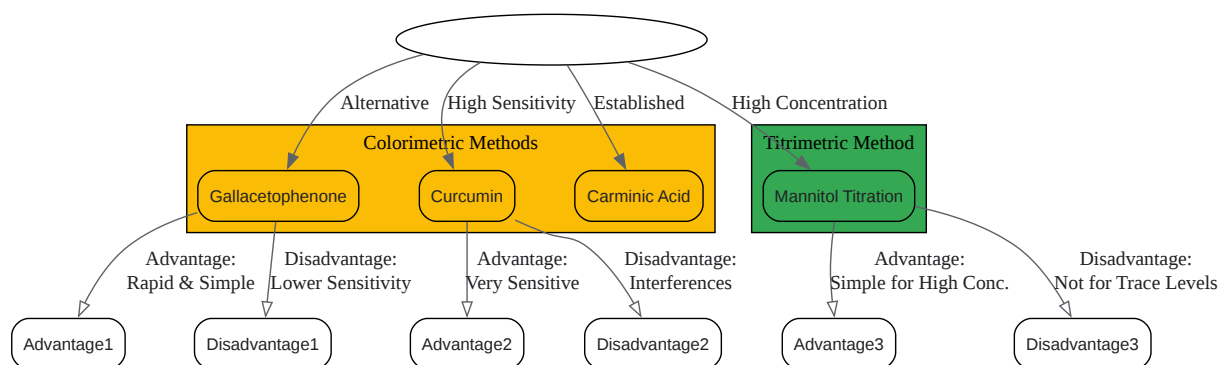 Alternative
High Sensitivity
Established
High Concentration
Colorimetric Methods
Titrimetric Method
Gallacetophenone
Curcumin
Carminic Acid
Mannitol Titration
Advantage:
Rapid & Simple
Disadvantage:
Lower Sensitivity
Advantage:
Very Sensitive
Disadvantage:
Interferences
Advantage:
Simple for High Conc.
Disadvantage:
Not for Trace Levels
Advantage1
Disadvantage1
Advantage2
Disadvantage2
Advantage3
Disadvantage3